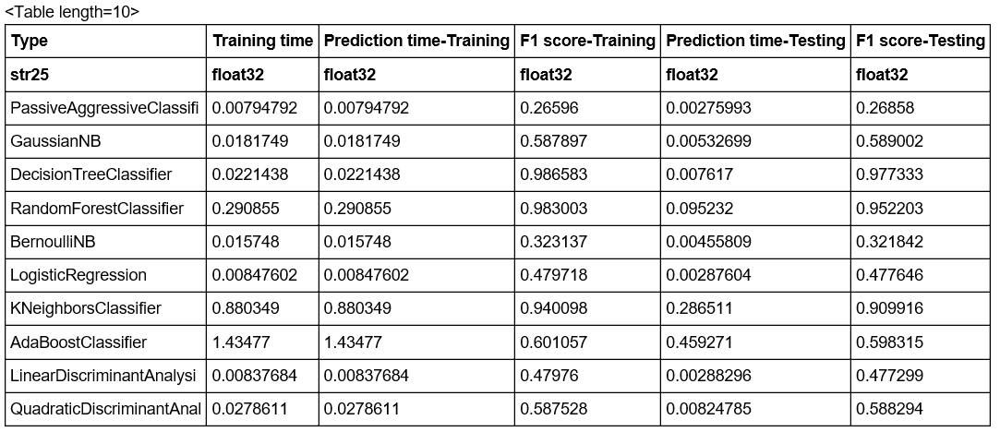 <Table length=10>
Type Training time Prediction time-Training F1 score-Training Prediction time-Testing F1 score-Testing
str25 float32 float32 float32 float32 float32
PassiveAggressiveClassifi 0.00794792 0.00794792 0.26596 0.00275993 0.26858
GaussianNB 0.0181749 0.0181749 0.587897 0.00532699 0.589002
DecisionTreeClassifier 0.0221438 0.0221438 0.986583 0.007617 0.977333
RandomForestClassifier 0.290855 0.290855 0.983003 0.095232 0.952203
BernoulliNB 0.015748 0.015748 0.323137 0.00455809 0.321842
LogisticRegression 0.00847602 0.00847602 0.479718 0.00287604 0.477646
KNeighborsClassifier 0.880349 0.880349 0.940098 0.286511 0.909916
AdaBoostClassifier 1.43477 1.43477 0.601057 0.459271 0.598315
LinearDiscriminantAnalysi 0.00837684 0.00837684 0.47976 0.00288296 0.477299
QuadraticDiscriminantAnal 0.0278611 0.0278611 0.587528 0.00824785 0.588294